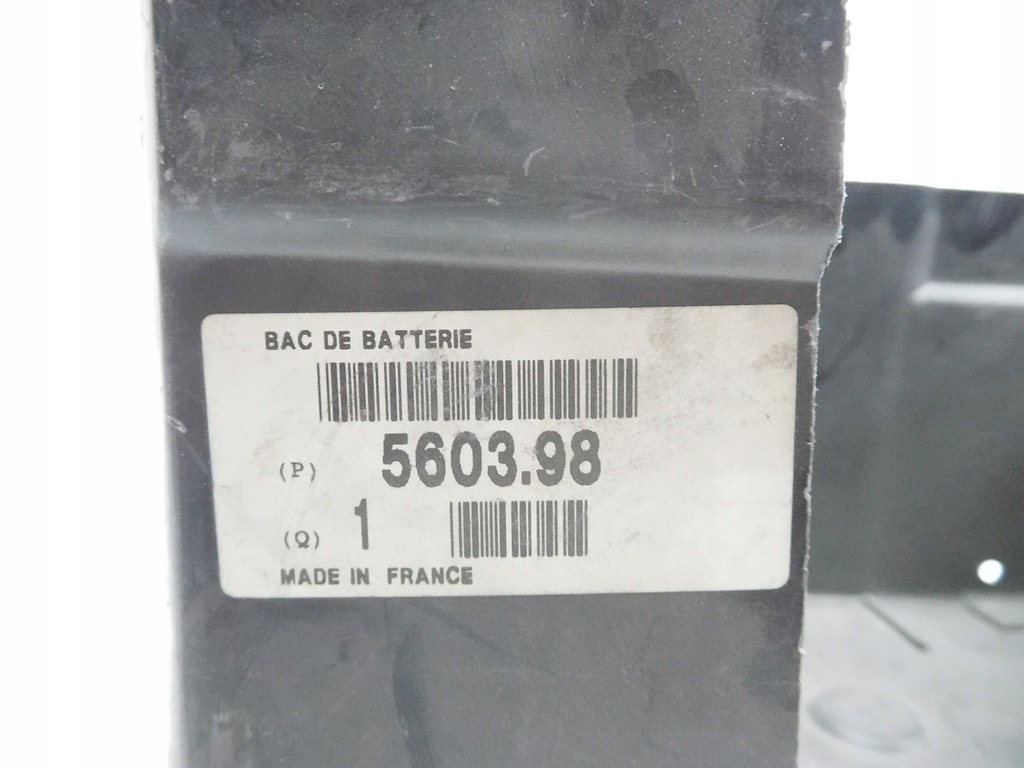 BAC DE BATTERIE
(P) 5603.98
(Q) 1
MADE IN FRANCE